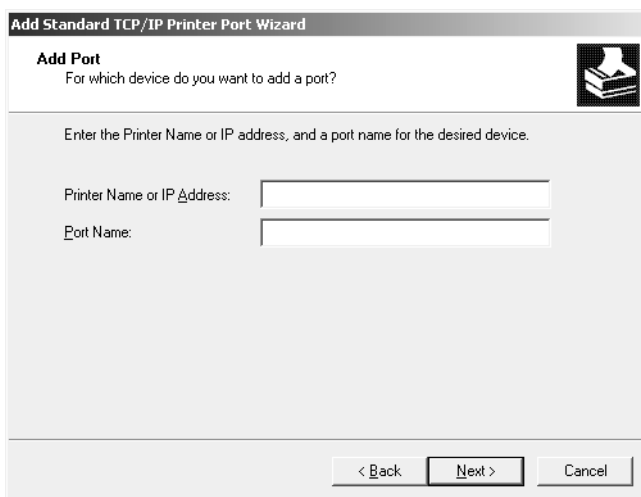 Add Standard TCP/IP Printer Port Wizard
Add Port
For which device do you want to add a port?
Enter the Printer Name or IP address, and a port name for the desired device.
Printer Name or IP Address:
Port Name:
< Back Next > Cancel